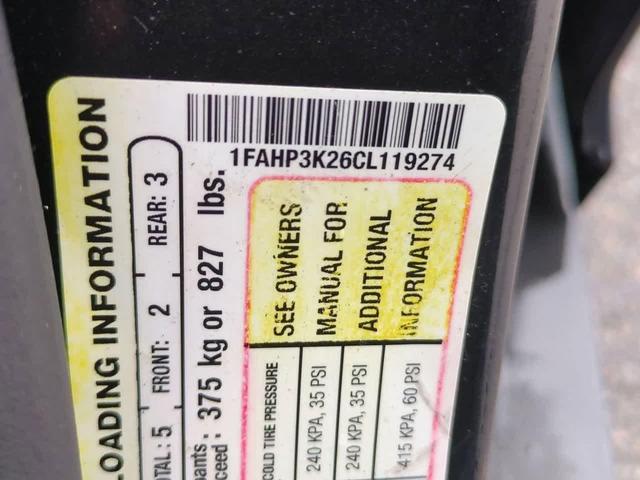 1FAHP3K26CL119274
LOADING INFORMATION
TOTAL: 5 FRONT: 2 REAR: 3
exceed: 375 kg or 827 lbs.
COLD TIRE PRESSURE
240 KPA, 35 PSI
240 KPA, 35 PSI
415 KPA, 60 PSI
SEE OWNERS
MANUAL FOR
ADDITIONAL
INFORMATION